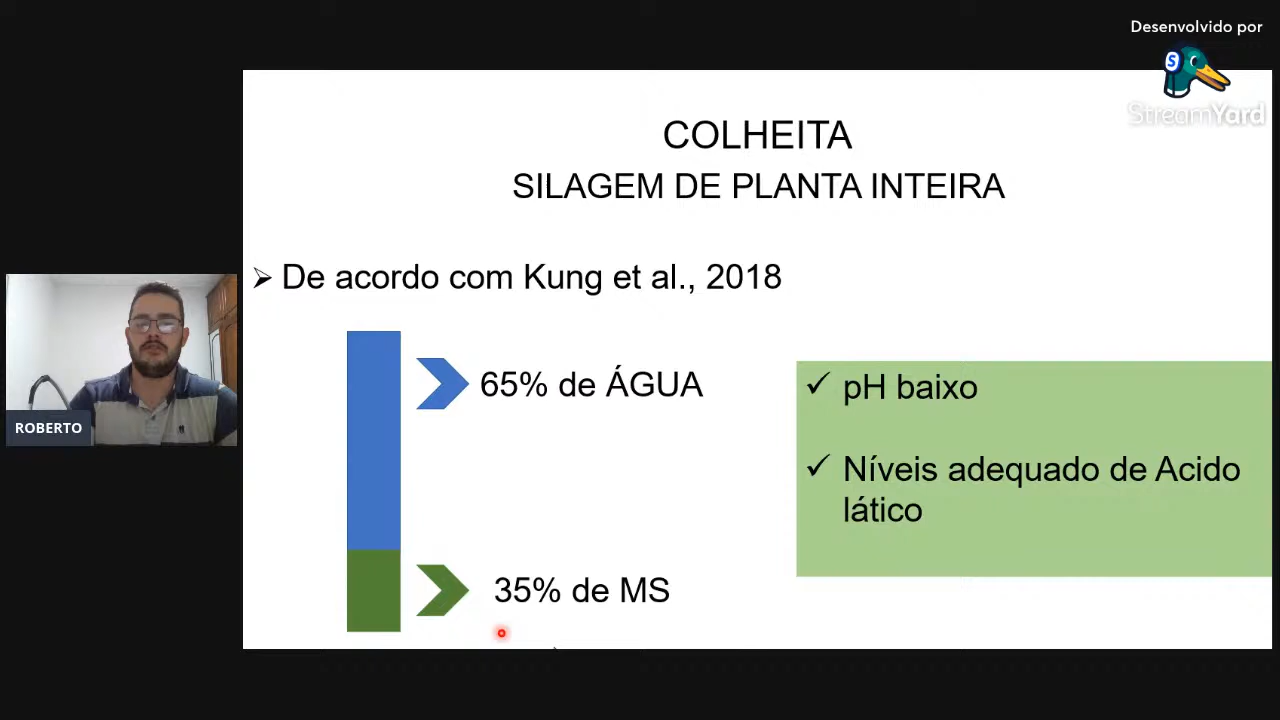 Desenvolvido por
StreamYard
COLHEITA
SILAGEM DE PLANTA INTEIRA
De acordo com Kung et al., 2018
65% de ÁGUA
pH baixo
Níveis adequado de Acido
lático
35% de MS
ROBERTO